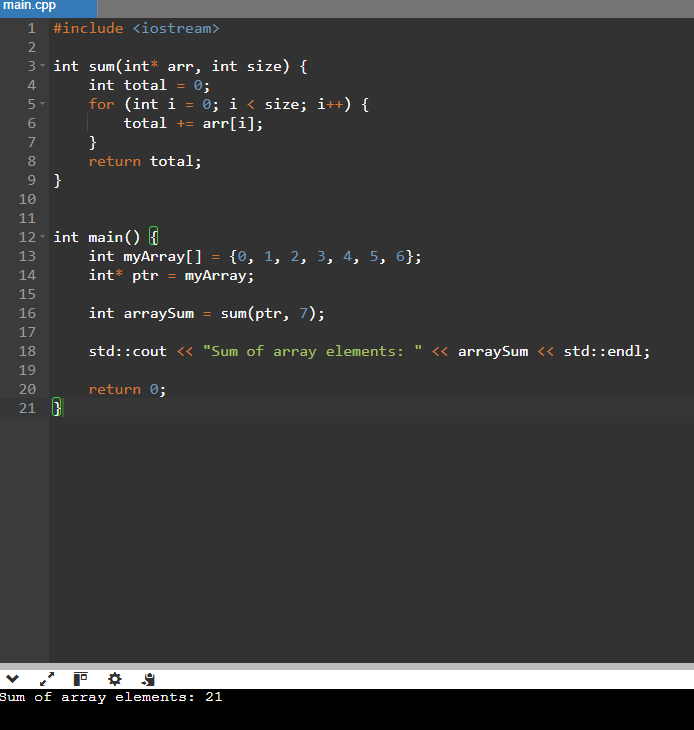 main.cpp
1 #include <iostream>
2
3 int sum(int* arr, int size) {
4     int total = 0;
5     for (int i = 0; i < size; i++) {
6         total += arr[i];
7     }
8     return total;
9 }
10
11
12 int main() {
13     int myArray[] = {0, 1, 2, 3, 4, 5, 6};
14     int* ptr = myArray;
15
16     int arraySum = sum(ptr, 7);
17
18     std::cout << "Sum of array elements: " << arraySum << std::endl;
19
20     return 0;
21 }
Sum of array elements: 21